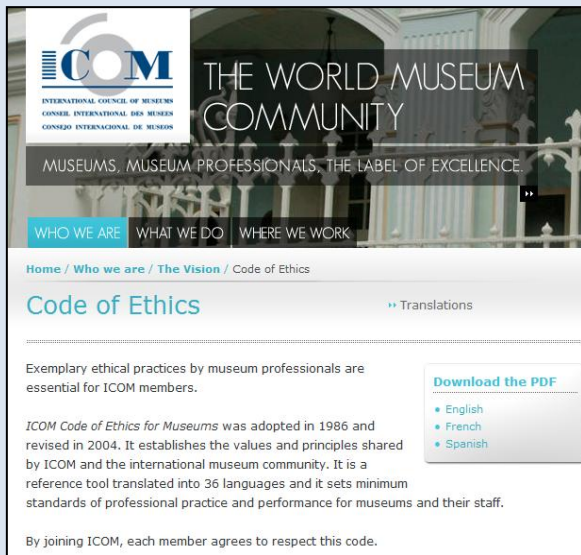 ICOM
INTERNATIONAL COUNCIL OF MUSEUMS
CONSEIL INTERNATIONAL DES MUSEES
CONSEJO INTERNACIONAL DE MUSEOS
THE WORLD MUSEUM
COMMUNITY
MUSEUMS, MUSEUM PROFESSIONALS, THE LABEL OF EXCELLENCE.
WHO WE ARE WHAT WE DO WHERE WE WORK
Home / Who we are / The Vision / Code of Ethics
Code of Ethics
Translations
Exemplary ethical practices by museum professionals are
essential for ICOM members.
ICOM Code of Ethics for Museums was adopted in 1986 and
revised in 2004. It establishes the values and principles shared
by ICOM and the international museum community. It is a
reference tool translated into 36 languages and it sets minimum
standards of professional practice and performance for museums and their staff.
By joining ICOM, each member agrees to respect this code.
Download the PDF
• English
• French
• Spanish